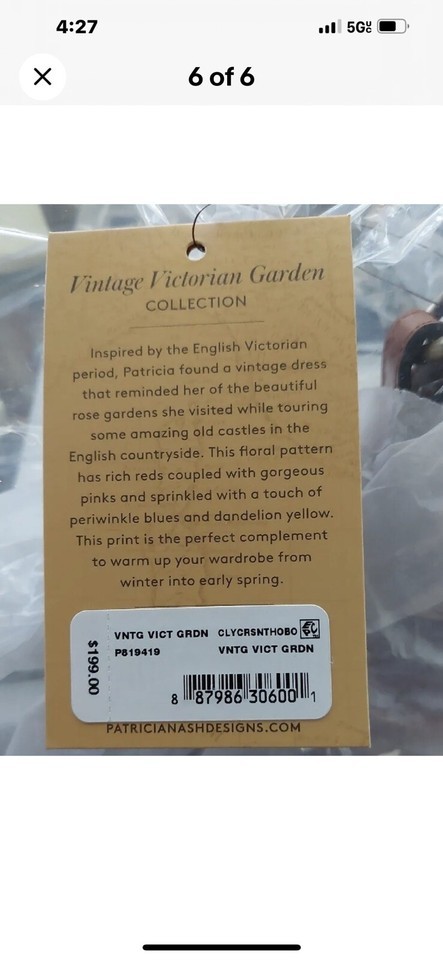 4:27
5G UC
6 of 6
Vintage Victorian Garden
COLLECTION
Inspired by the English Victorian
period, Patricia found a vintage dress
that reminded her of the beautiful
rose gardens she visited while touring
some amazing old castles in the
English countryside. This floral pattern
has rich reds coupled with gorgeous
pinks and sprinkled with a touch of
periwinkle blues and dandelion yellow.
This print is the perfect complement
to warm up your wardrobe from
winter into early spring.
$199.00
VNTG VICT GRDN CLYCRSNTHOBO
P819419 VNTG VICT GRDN
8 87986 30600 1
PATRICIANASHDESIGNS.COM